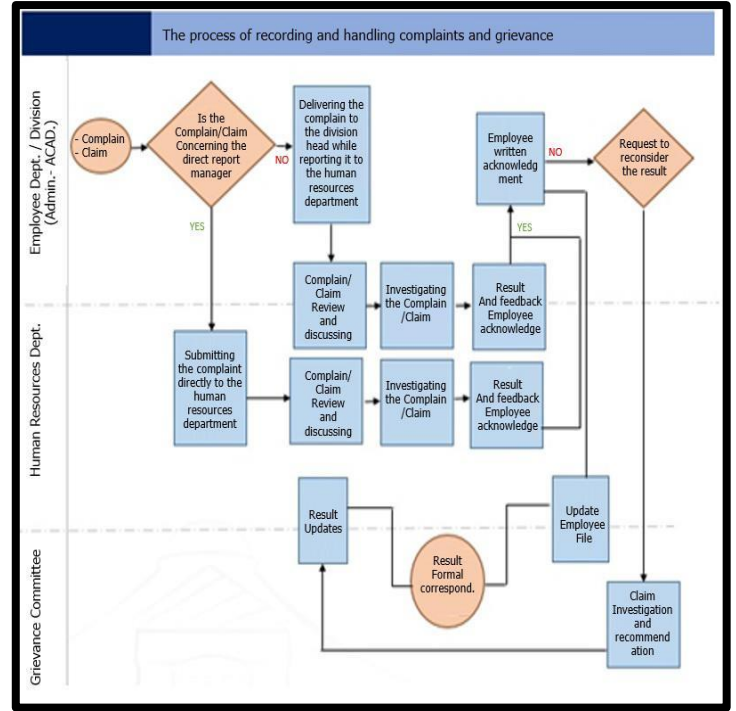 The process of recording and handling complaints and grievance
Employee Dept. / Division
(Admin.- ACAD.)
- Complain
- Claim
Is the
Complain/Claim
Concerning the
direct report
manager
NO
YES
Delivering the
complain to
the division
head while
reporting it to
the human
resources
department
Employee
written
acknowledg
ment
NO
Request to
reconsider
the result
YES
Complain/
Claim
Review
and
discussing
Investigating
the Complain
/Claim
Result
And feedback
Employee
acknowledge
Human Resources Dept.
Submitting
the complaint
directly to the
human
resources
department
Complain/
Claim
Review
and
discussing
Investigating
the Complain
/Claim
Result
And feedback
Employee
acknowledge
Result
Updates
Update
Employee
File
Grievance Committee
Result
Formal
correspond.
Claim
Investigation
and
recommend
ation